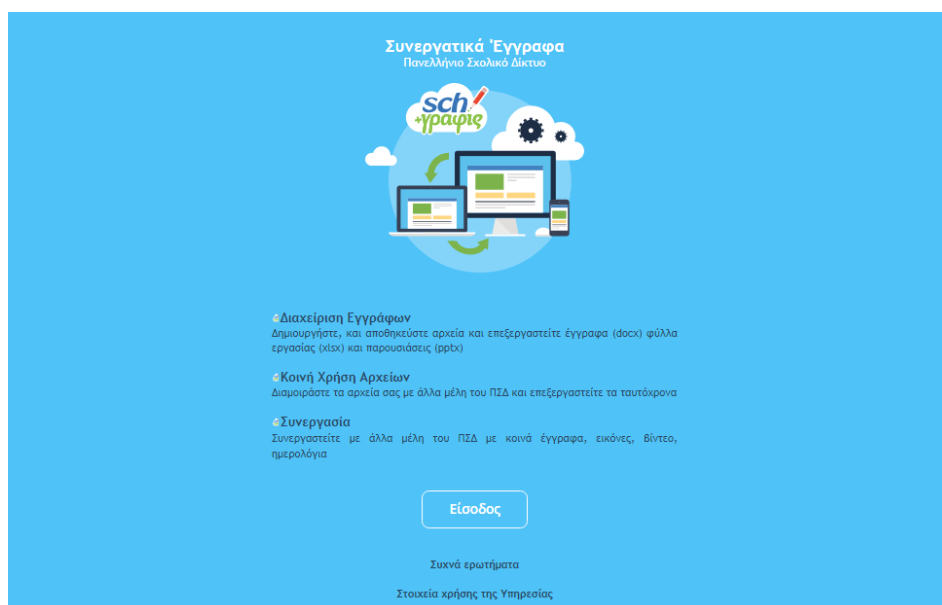 Συνεργατικά Έγγραφα
Πανελλήνιο Σχολικό Δίκτυο
sch
+γραφις
Διαχείριση Εγγράφων
Δημιουργήστε, και αποθηκεύστε αρχεία και επεξεργαστείτε έγγραφα (docx) φύλλα
εργασίας (xlsx) και παρουσιάσεις (pptx)
Κοινή Χρήση Αρχείων
Διαμοιράστε τα αρχεία σας με άλλα μέλη του ΠΣΔ και επεξεργαστείτε τα ταυτόχρονα
Συνεργασία
Συνεργαστείτε με άλλα μέλη του ΠΣΔ με κοινά έγγραφα, εικόνες, βίντεο,
ημερολόγια
Είσοδος
Συχνά ερωτήματα
Στοιχεία χρήσης της Υπηρεσίας